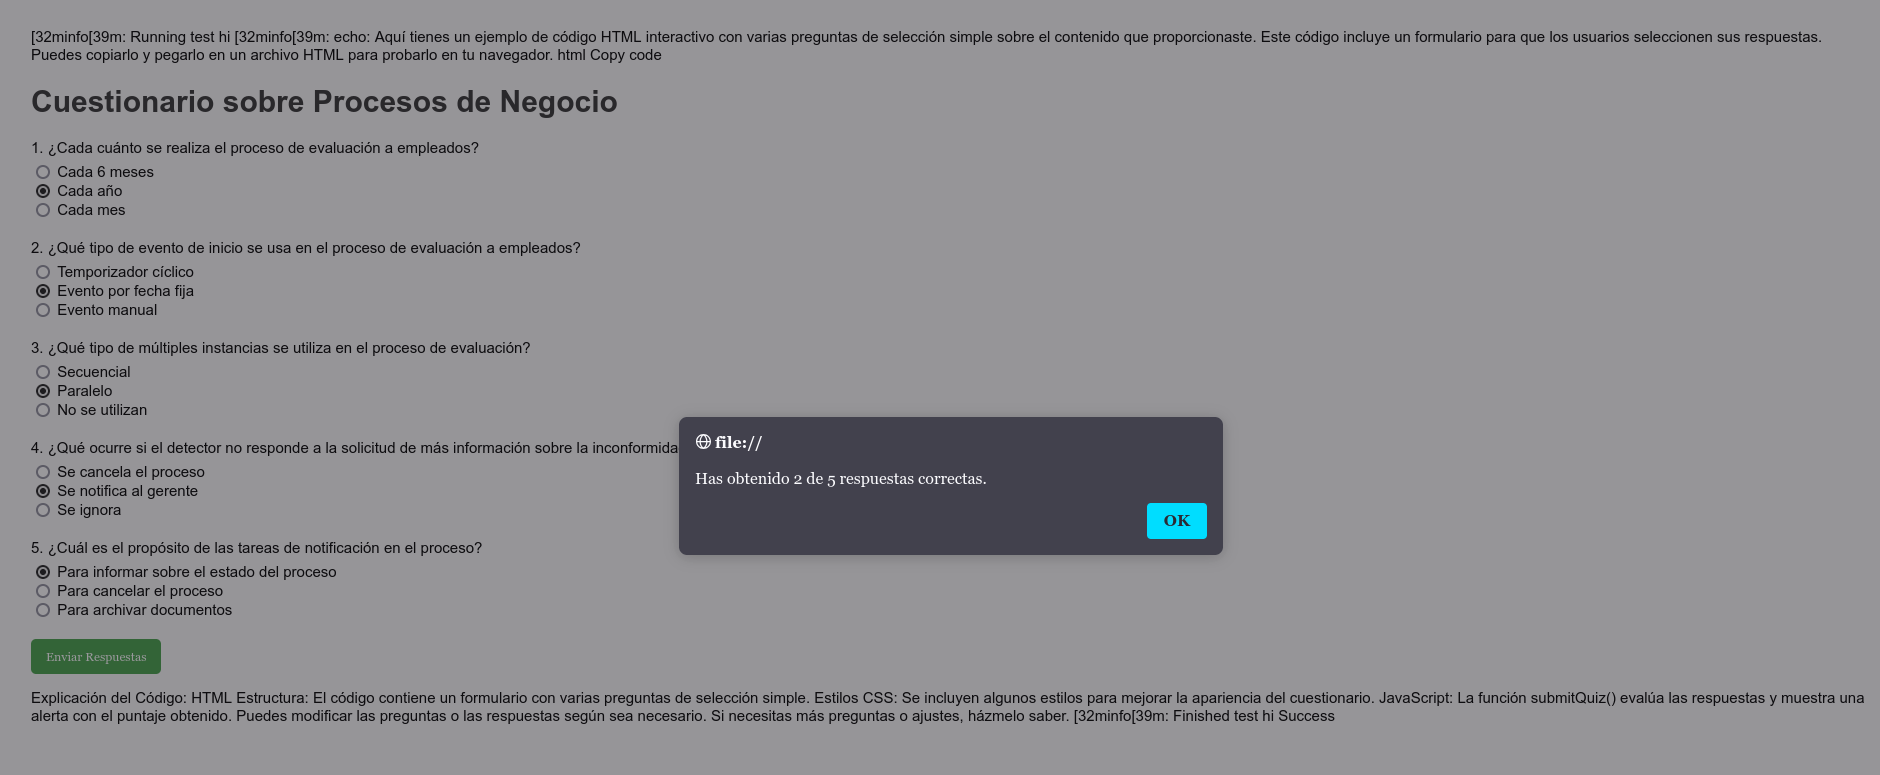 [32minfo[39m: Running test hi [32minfo[39m: echo: Aquí tienes un ejemplo de código HTML interactivo con varias preguntas de selección simple sobre el contenido que proporcionaste. Este código incluye un formulario para que los usuarios seleccionen sus respuestas.
Puedes copiarlo y pegarlo en un archivo HTML para probarlo en tu navegador. html Copy code
Cuestionario sobre Procesos de Negocio
1. ¿Cada cuánto se realiza el proceso de evaluación a empleados?
Cada 6 meses
Cada año
Cada mes
2. ¿Qué tipo de evento de inicio se usa en el proceso de evaluación a empleados?
Temporizador cíclico
Evento por fecha fija
Evento manual
3. ¿Qué tipo de múltiples instancias se utiliza en el proceso de evaluación?
Secuencial
Paralelo
No se utilizan
4. ¿Qué ocurre si el detector no responde a la solicitud de más información sobre la inconformida
Se cancela el proceso
Se notifica al gerente
Se ignora
5. ¿Cuál es el propósito de las tareas de notificación en el proceso?
Para informar sobre el estado del proceso
Para cancelar el proceso
Para archivar documentos
Enviar Respuestas
file://
Has obtenido 2 de 5 respuestas correctas.
OK
Explicación del Código: HTML Estructura: El código contiene un formulario con varias preguntas de selección simple. Estilos CSS: Se incluyen algunos estilos para mejorar la apariencia del cuestionario. JavaScript: La función submitQuiz() evalúa las respuestas y muestra una
alerta con el puntaje obtenido. Puedes modificar las preguntas o las respuestas según sea necesario. Si necesitas más preguntas o ajustes, házmelo saber. [32minfo[39m: Finished test hi Success